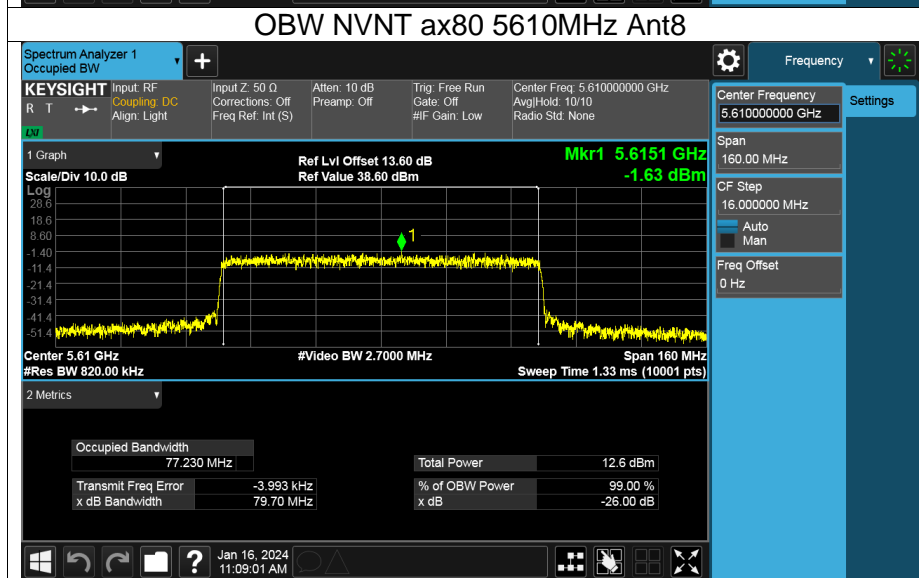 OBW NVNT ax80 5610MHz Ant8
Spectrum Analyzer 1
Occupied BW
+
Frequency
KEYSIGHT
R T
LXI
Input: RF
Coupling: DC
Align: Light
Input Z: 50 Ω
Corrections: Off
Freq Ref: Int (S)
Atten: 10 dB
Preamp: Off
Trig: Free Run
Gate: Off
#IF Gain: Low
Center Freq: 5.610000000 GHz
Avg|Hold: 10/10
Radio Std: None
Center Frequency
5.610000000 GHz
Settings
Span
160.00 MHz
CF Step
16.000000 MHz
Auto
Man
Freq Offset
0 Hz
1 Graph
Scale/Div 10.0 dB
Ref Lvl Offset 13.60 dB
Ref Value 38.60 dBm
Mkr1 5.6151 GHz
-1.63 dBm
Log
28.6
18.6
8.60
-1.40
-11.4
-21.4
-31.4
-41.4
-51.4
1
Center 5.61 GHz
#Res BW 820.00 kHz
#Video BW 2.7000 MHz
Span 160 MHz
Sweep Time 1.33 ms (10001 pts)
2 Metrics
Occupied Bandwidth
77.230 MHz
Total Power 12.6 dBm
Transmit Freq Error -3.993 kHz
% of OBW Power 99.00 %
x dB Bandwidth 79.70 MHz
x dB -26.00 dB
?
Jan 16, 2024
11:09:01 AM